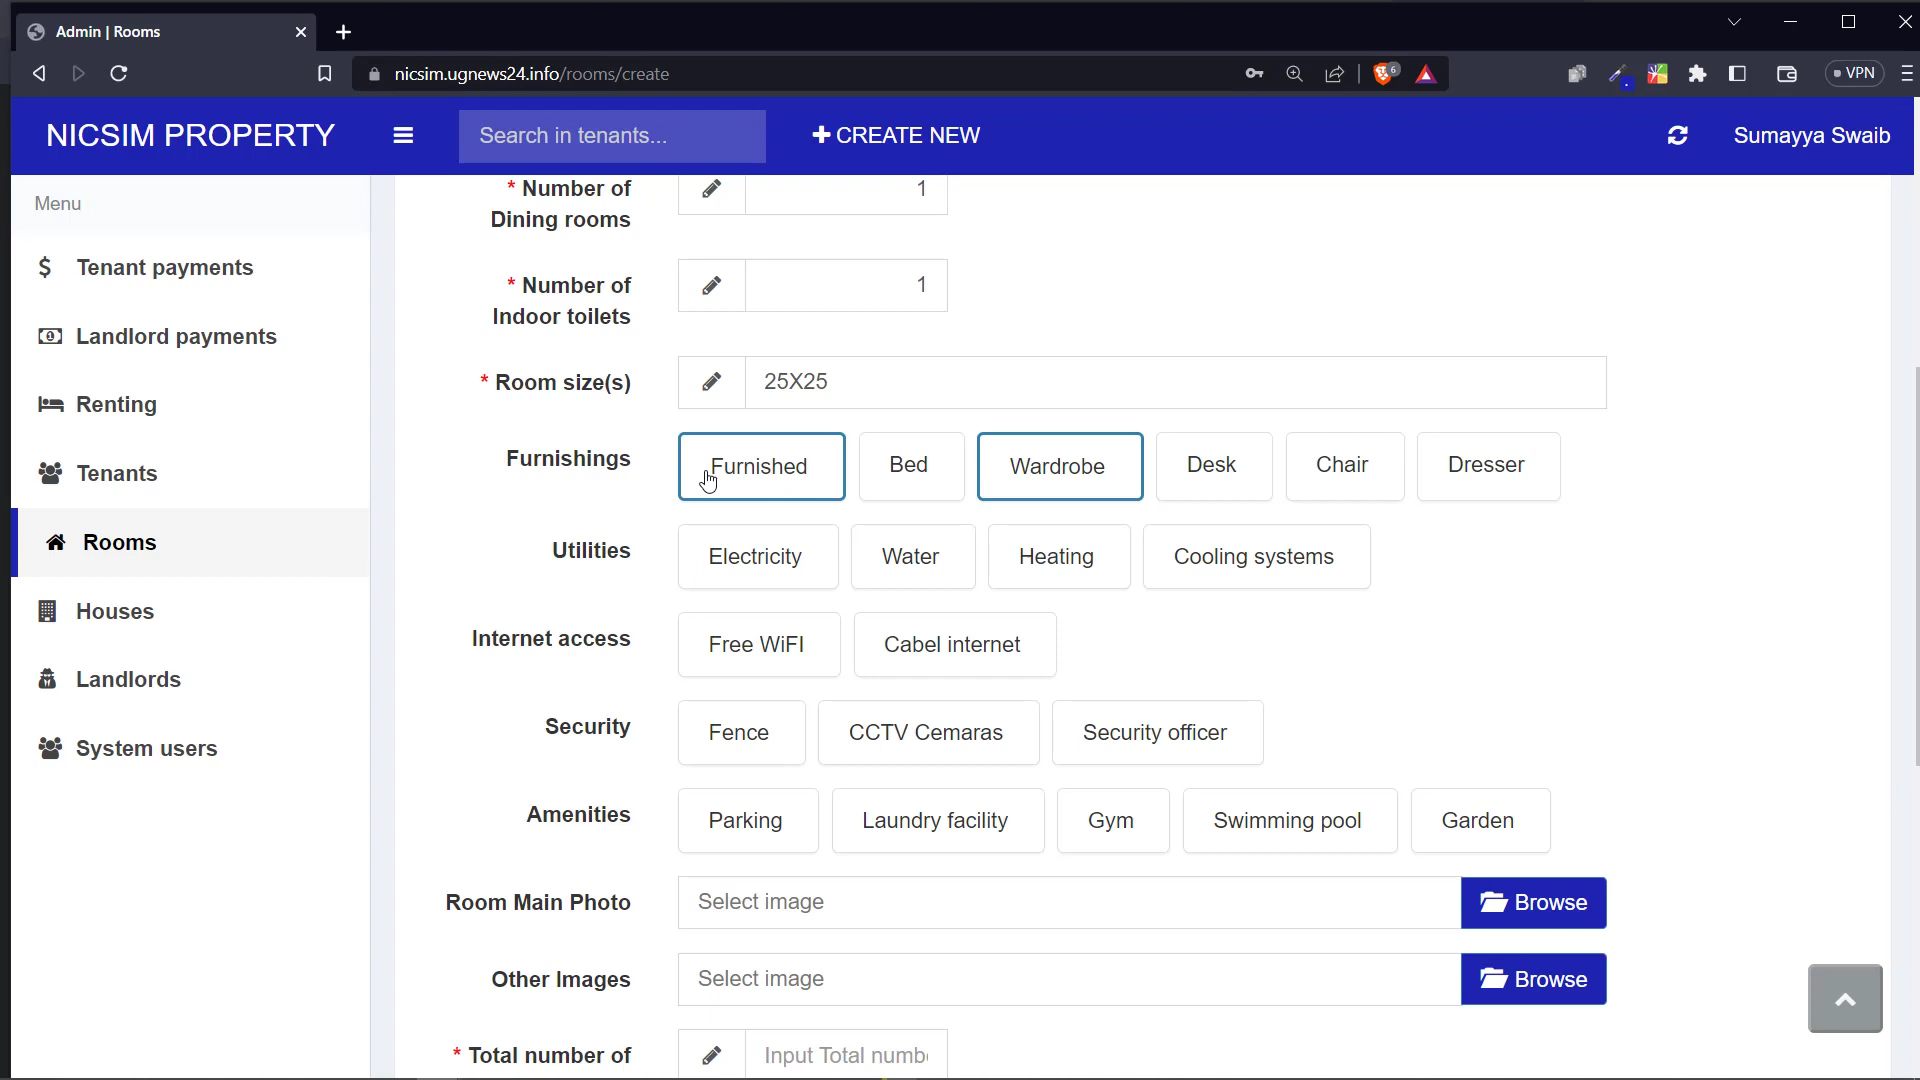 Admin | Rooms
nicsim.ugnews24.info/rooms/create
6
VPN
NICSIM PROPERTY
Search in tenants...
CREATE NEW
Sumayya Swaib
Menu
Tenant payments
Landlord payments
Renting
Tenants
Rooms
Houses
Landlords
System users
* Number of
Dining rooms
1
* Number of
Indoor toilets
1
* Room size(s)
25X25
Furnishings
Furnished
Bed
Wardrobe
Desk
Chair
Dresser
Utilities
Electricity
Water
Heating
Cooling systems
Internet access
Free WiFI
Cabel internet
Security
Fence
CCTV Cemaras
Security officer
Amenities
Parking
Laundry facility
Gym
Swimming pool
Garden
Room Main Photo
Select image
Browse
Other Images
Select image
Browse
* Total number of
Input Total numbe